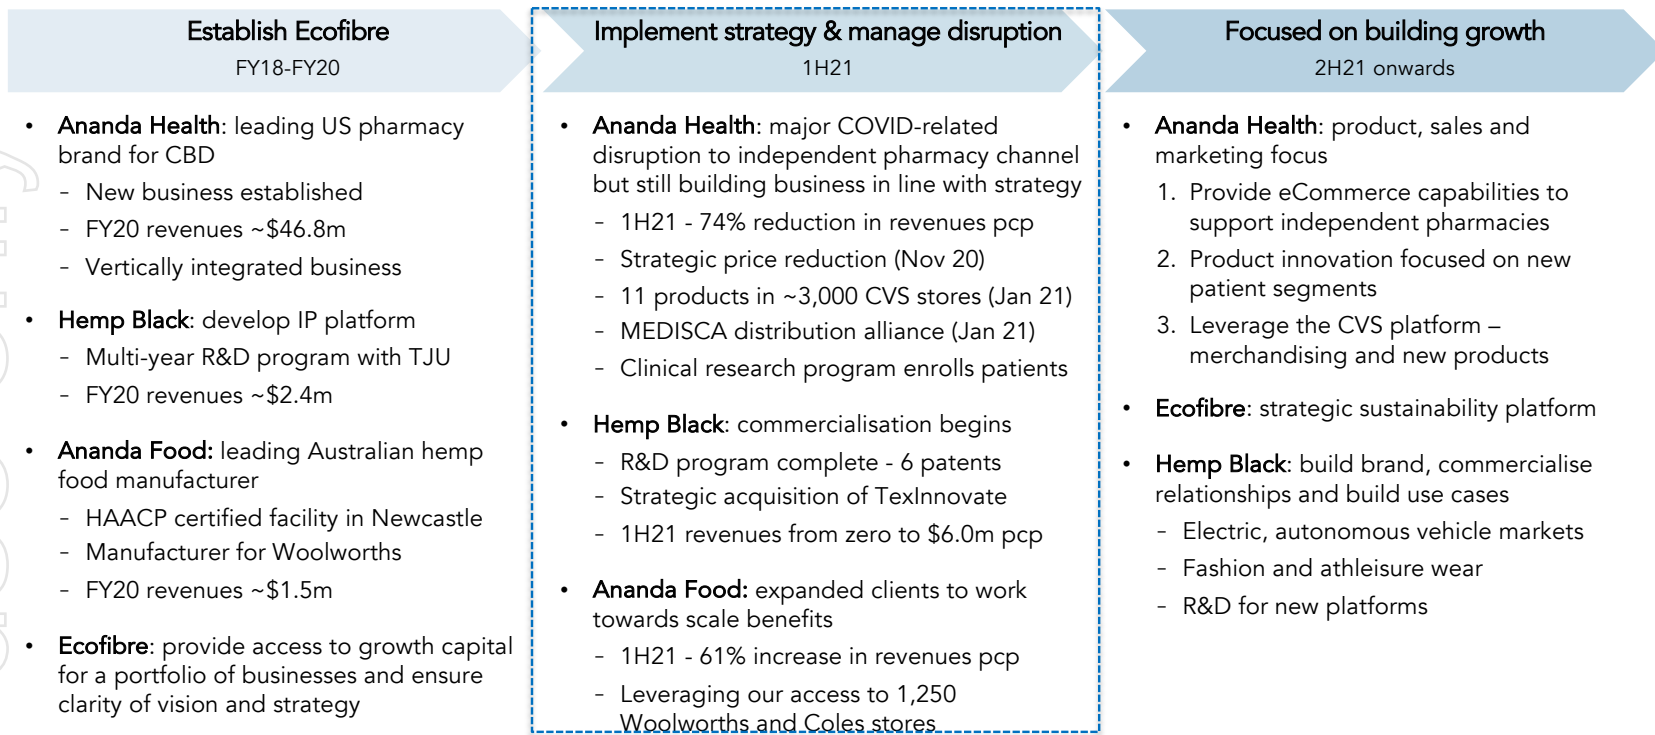 Establish Ecofibre
FY18-FY20
• Ananda Health: leading US pharmacy
brand for CBD
- New business established
- FY20 revenues ~$46.8m
- Vertically integrated business
• Hemp Black: develop IP platform
- Multi-year R&D program with TJU
- FY20 revenues ~$2.4m
• Ananda Food: leading Australian hemp
food manufacturer
- HAACP certified facility in Newcastle
- Manufacturer for Woolworths
- FY20 revenues ~$1.5m
• Ecofibre: provide access to growth capital
for a portfolio of businesses and ensure
clarity of vision and strategy
Implement strategy & manage disruption
1H21
• Ananda Health: major COVID-related
disruption to independent pharmacy channel
but still building business in line with strategy
- 1H21 - 74% reduction in revenues pcp
- Strategic price reduction (Nov 20)
- 11 products in ~3,000 CVS stores (Jan 21)
- MEDISCA distribution alliance (Jan 21)
- Clinical research program enrolls patients
• Hemp Black: commercialisation begins
- R&D program complete - 6 patents
- Strategic acquisition of TexInnovate
- 1H21 revenues from zero to $6.0m pcp
• Ananda Food: expanded clients to work
towards scale benefits
- 1H21 - 61% increase in revenues pcp
- Leveraging our access to 1,250
Woolworths and Coles stores
Focused on building growth
2H21 onwards
• Ananda Health: product, sales and
marketing focus
1. Provide eCommerce capabilities to
support independent pharmacies
2. Product innovation focused on new
patient segments
3. Leverage the CVS platform –
merchandising and new products
• Ecofibre: strategic sustainability platform
• Hemp Black: build brand, commercialise
relationships and build use cases
- Electric, autonomous vehicle markets
- Fashion and athleisure wear
- R&D for new platforms